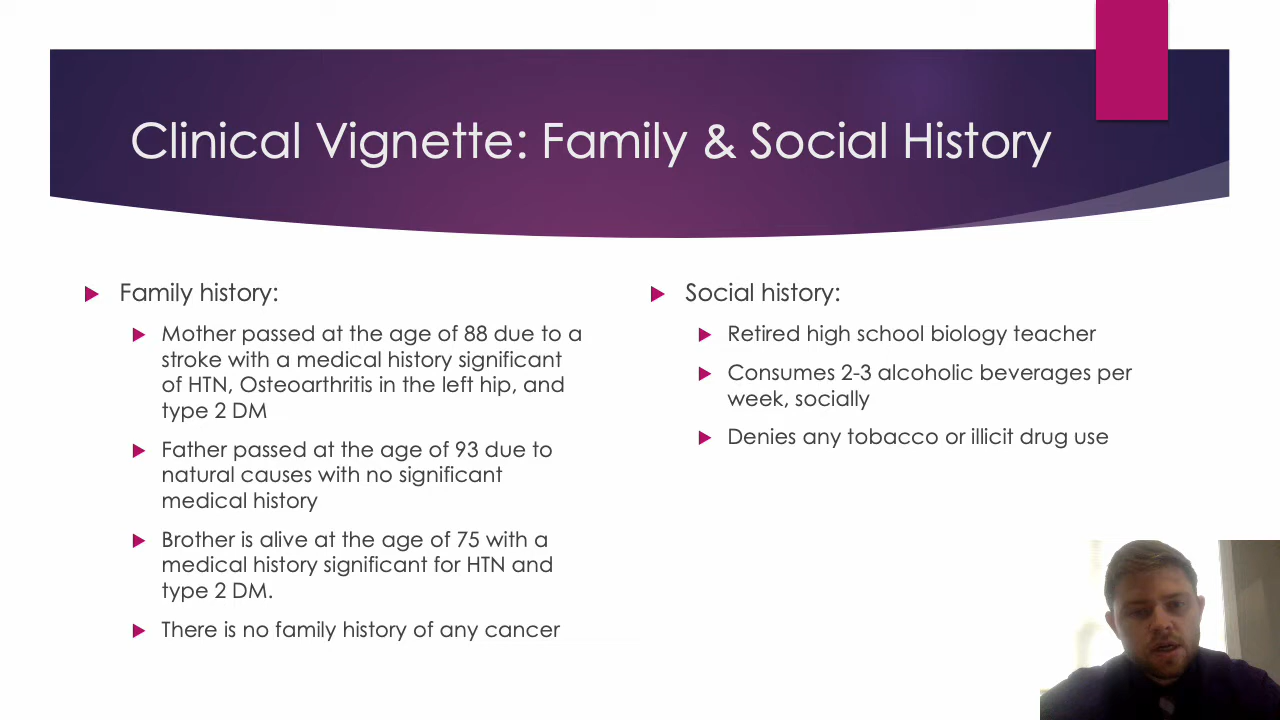 Clinical Vignette: Family & Social History
Family history:
Mother passed at the age of 88 due to a
stroke with a medical history significant
of HTN, Osteoarthritis in the left hip, and
type 2 DM
Father passed at the age of 93 due to
natural causes with no significant
medical history
Brother is alive at the age of 75 with a
medical history significant for HTN and
type 2 DM.
There is no family history of any cancer
Social history:
Retired high school biology teacher
Consumes 2-3 alcoholic beverages per
week, socially
Denies any tobacco or illicit drug use